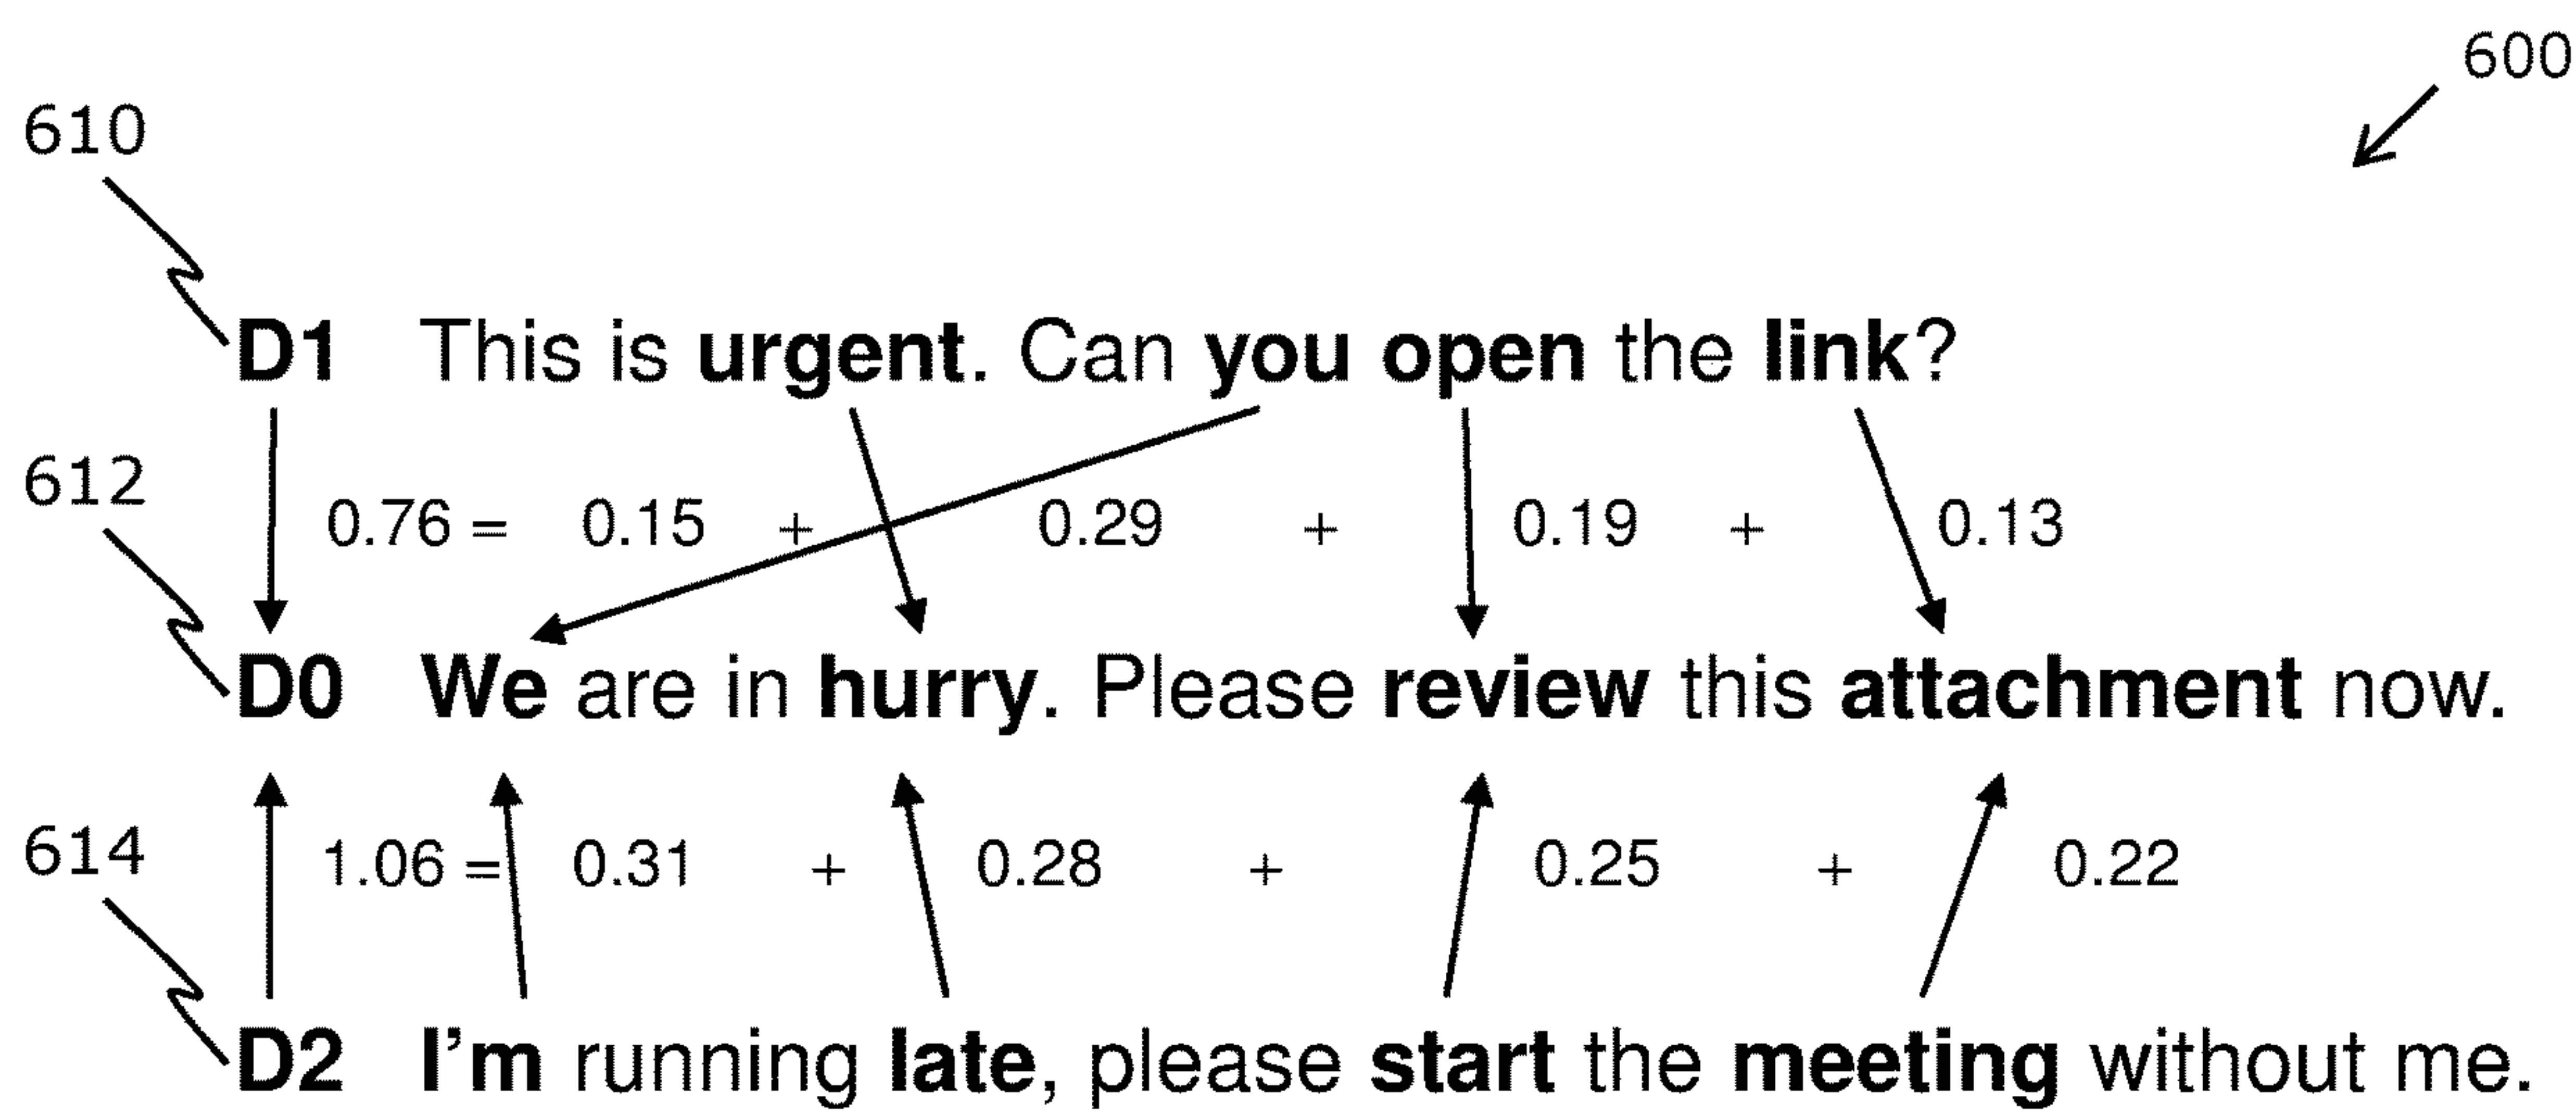 600
610
D1 This is urgent. Can you open the link?
612
0.76 = 0.15 + 0.29 + 0.19 + 0.13
D0 We are in hurry. Please review this attachment now.
614
1.06 = 0.31 + 0.28 + 0.25 + 0.22
D2 I'm running late, please start the meeting without me.